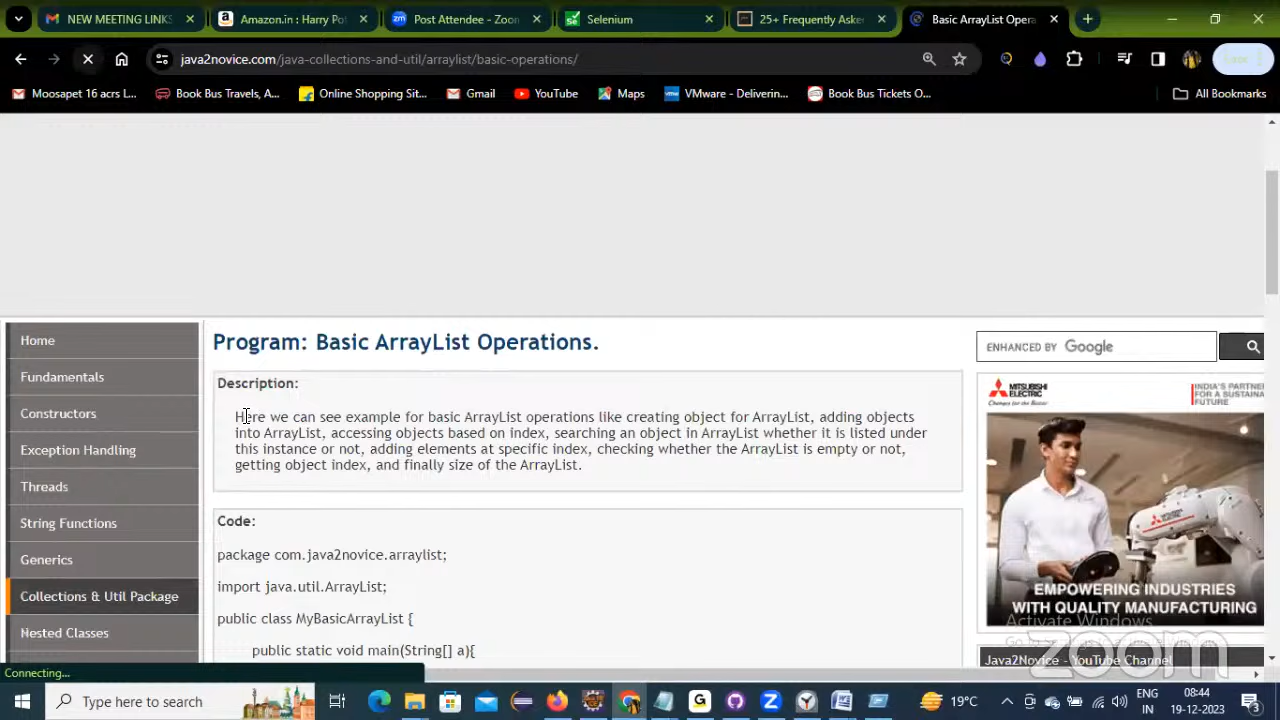 NEW MEETING LINKS
Amazon.in : Harry Pot
Post Attendee - Zoom
Selenium
25+ Frequently Aske
Basic ArrayList Opera
java2novice.com/java-collections-and-util/arraylist/basic-operations/
Moosapet 16 acrs L...
Book Bus Travels, A...
Online Shopping Sit...
Gmail
YouTube
Maps
VMware - Deliverin...
Book Bus Tickets O...
All Bookmarks
Home
Fundamentals
Constructors
Exception Handling
Threads
String Functions
Generics
Collections & Util Package
Nested Classes
Program: Basic ArrayList Operations.
Description:
Here we can see example for basic ArrayList operations like creating object for ArrayList, adding objects
into ArrayList, accessing objects based on index, searching an object in ArrayList whether it is listed under
this instance or not, adding elements at specific index, checking whether the ArrayList is empty or not,
getting object index, and finally size of the ArrayList.
Code:
package com.java2novice.arraylist;
import java.util.ArrayList;
public class MyBasicArrayList {
public static void main(String[] a){
ENHANCED BY Google
MITSUBISHI
ELECTRIC
INDIA'S PARTNER
FOR A SUSTAINA
FUTURE
EMPOWERING INDUSTRIES
WITH QUALITY MANUFACTURING
Activate Windows
zoom
Java2Novice - YouTube Channel
Connecting...
Type here to search
19°C
ENG
IN
08:44
19-12-2023
3